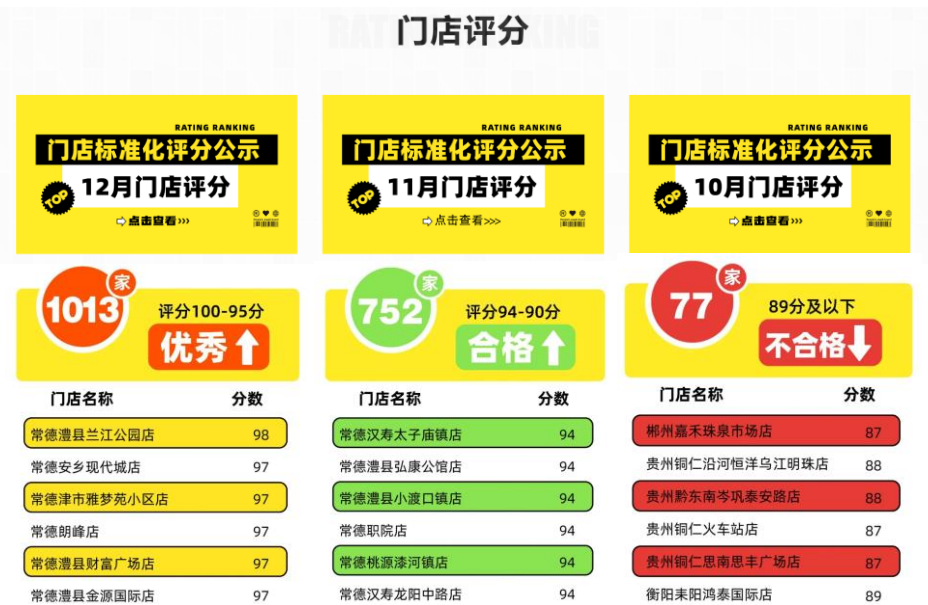 门店评分
RATING RANKING
门店标准化评分公示
12月门店评分
TOP
点击查看>>>
RATING RANKING
门店标准化评分公示
11月门店评分
TOP
点击查看>>>
RATING RANKING
门店标准化评分公示
10月门店评分
TOP
点击查看>>>
1013家
评分100-95分
优秀
门店名称 分数
常德澧县兰江公园店 98
常德安乡现代城店 97
常德津市雅梦苑小区店 97
常德朗峰店 97
常德澧县财富广场店 97
常德澧县金源国际店 97
752家
评分94-90分
合格
门店名称 分数
常德汉寿太子庙镇店 94
常德澧县弘康公馆店 94
常德澧县小渡口镇店 94
常德职院店 94
常德桃源漆河镇店 94
常德汉寿龙阳中路店 94
77家
89分及以下
不合格
门店名称 分数
郴州嘉禾珠泉市场店 87
贵州铜仁沿河恒洋乌江明珠店 88
贵州黔东南岑巩泰安路店 88
贵州铜仁火车站店 87
贵州铜仁思南思丰广场店 87
衡阳耒阳鸿泰国际店 89